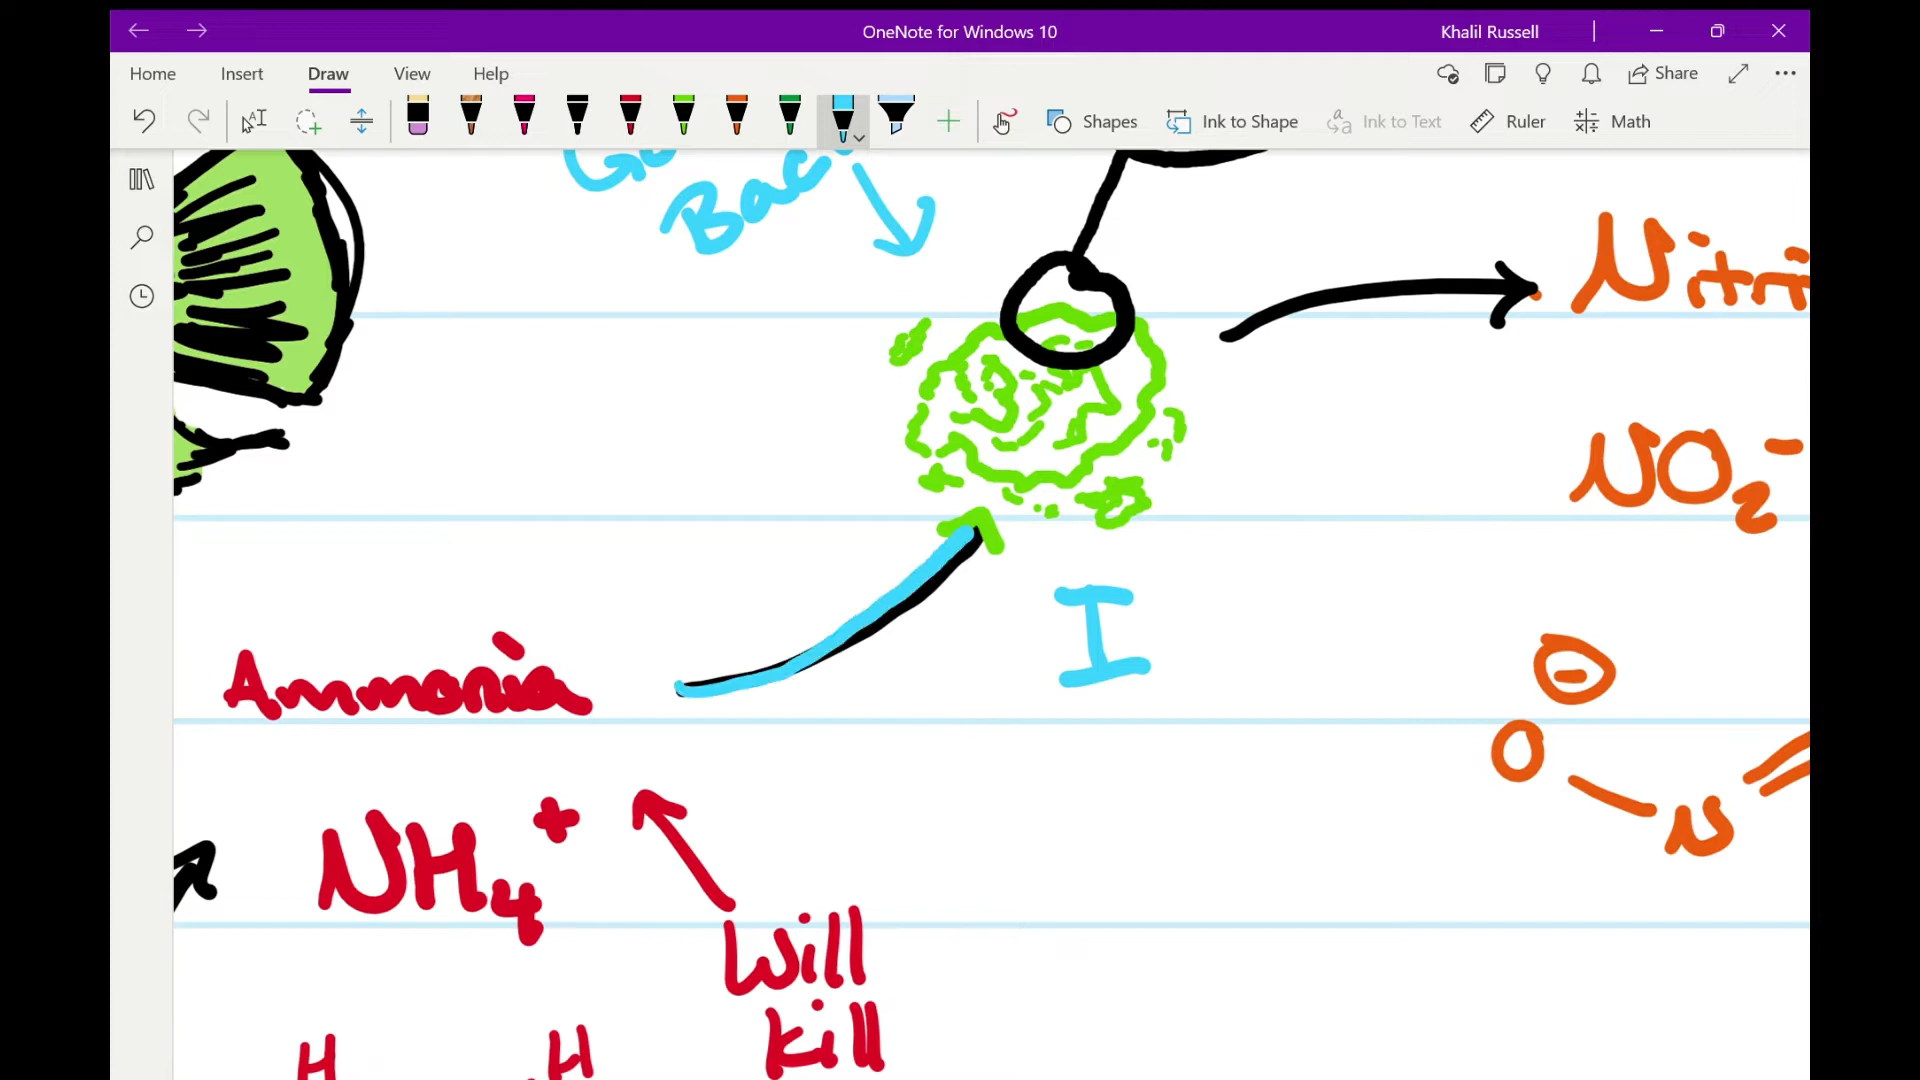 OneNote for Windows 10
Khalil Russell
Home Insert Draw View Help
Share
Shapes Ink to Shape Ink to Text Ruler Math
Nitri
NO2-
I
Ammonia
O
N
NH4+
Will
kill
H H